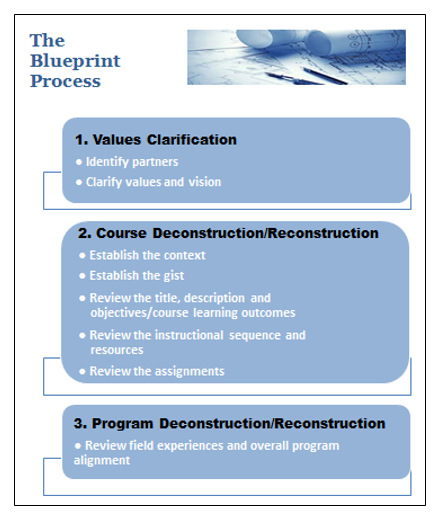 The
Blueprint
Process
1. Values Clarification
● Identify partners
● Clarify values and vision
2. Course Deconstruction/Reconstruction
● Establish the context
● Establish the gist
● Review the title, description and
objectives/course learning outcomes
● Review the instructional sequence and
resources
● Review the assignments
3. Program Deconstruction/Reconstruction
● Review field experiences and overall program
alignment